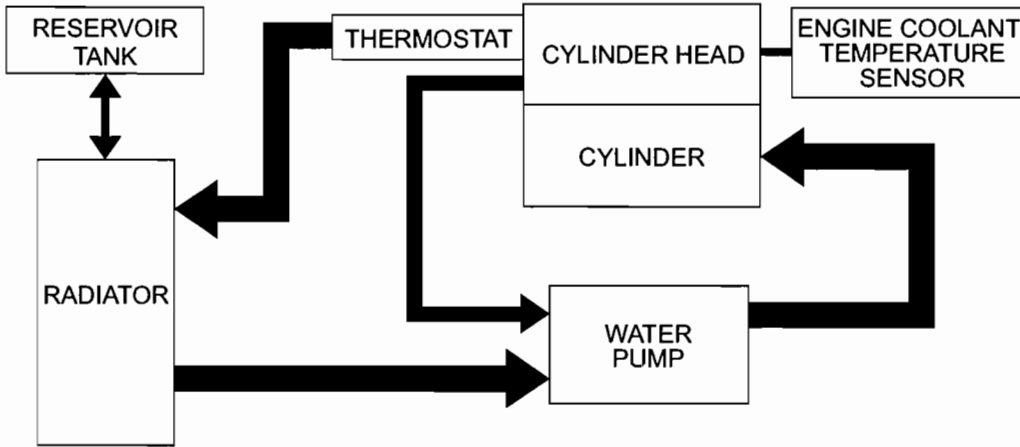 RESERVOIR
TANK
THERMOSTAT
CYLINDER HEAD
ENGINE COOLANT
TEMPERATURE
SENSOR
CYLINDER
RADIATOR
WATER
PUMP